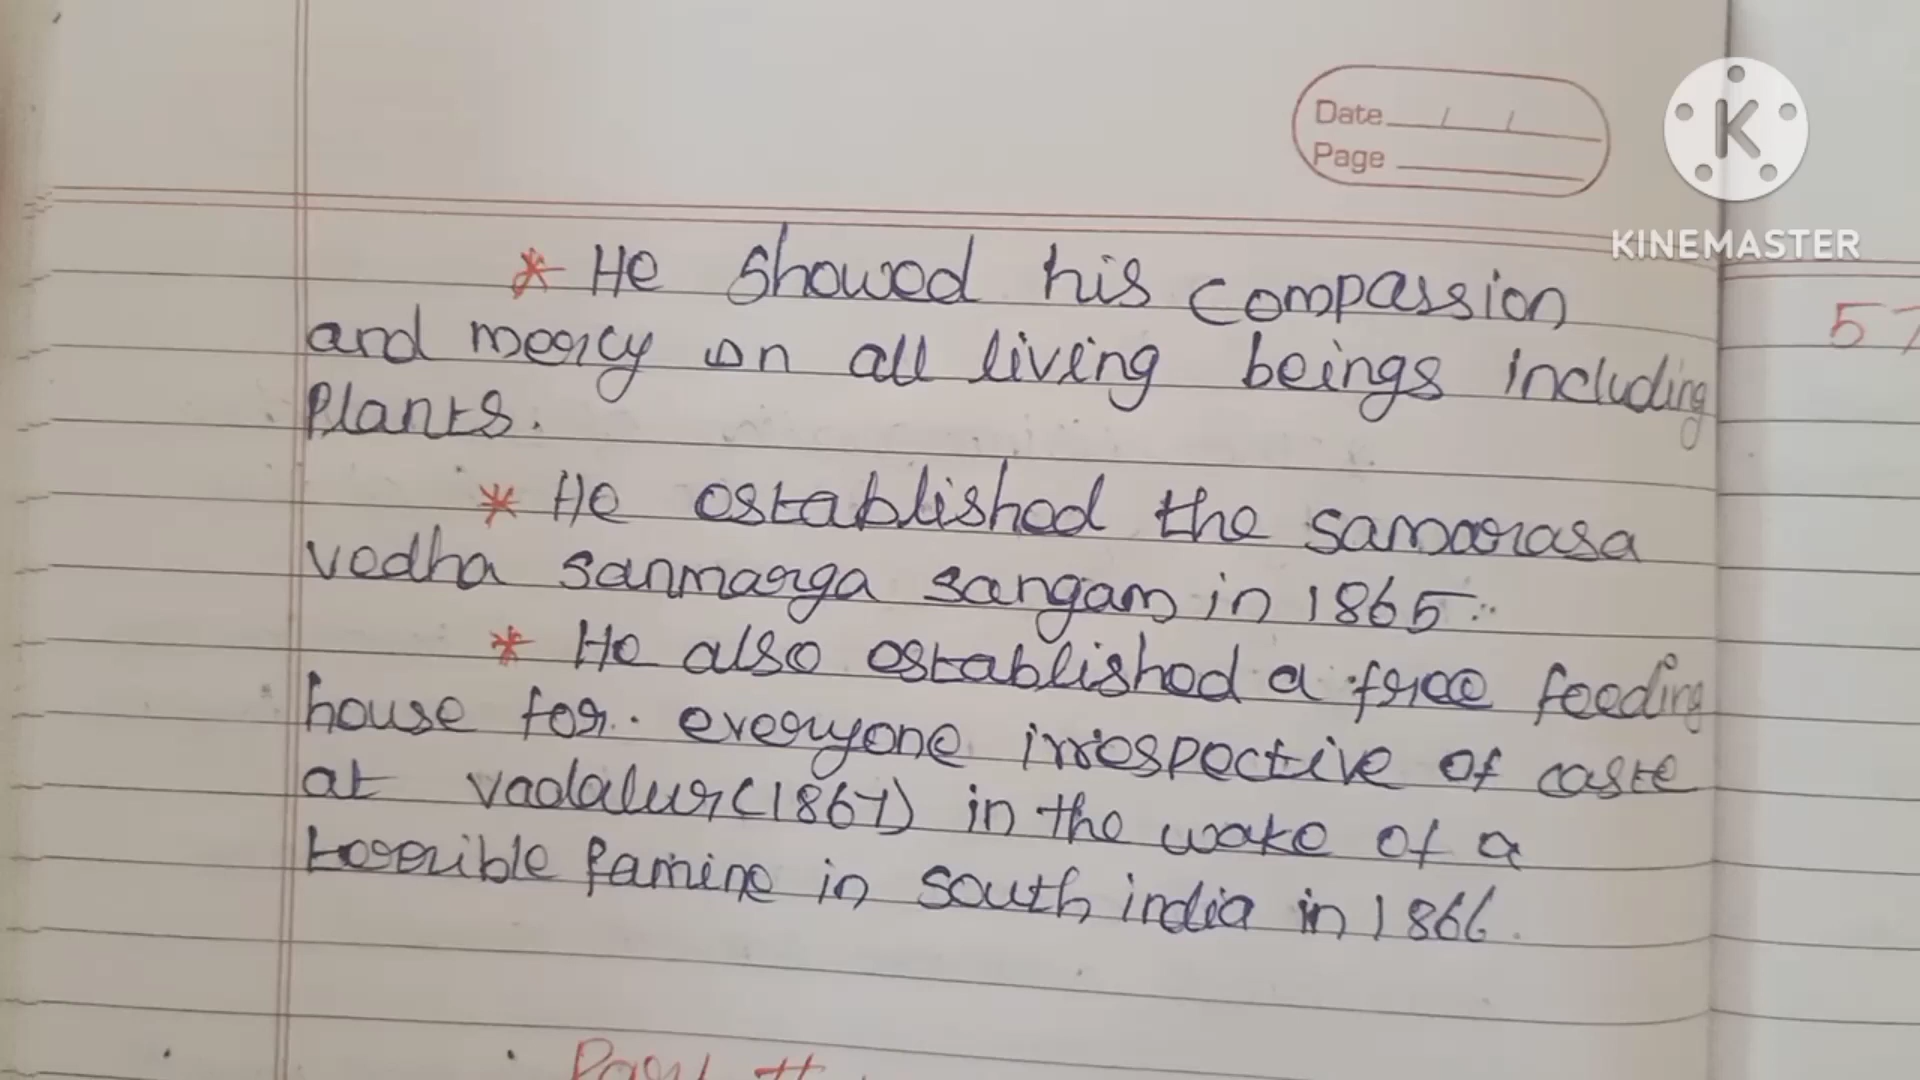 Date / /
Page
KINEMASTER
* He showed his compassion
and mercy on all living beings including
Plants.
* He established the samarasa
vedha sanmarga sangam in 1865.
* He also established a free feeding
house for everyone irrespective of caste
at vadalur (1867) in the wake of a
terrible famine in south india in 1866.
57